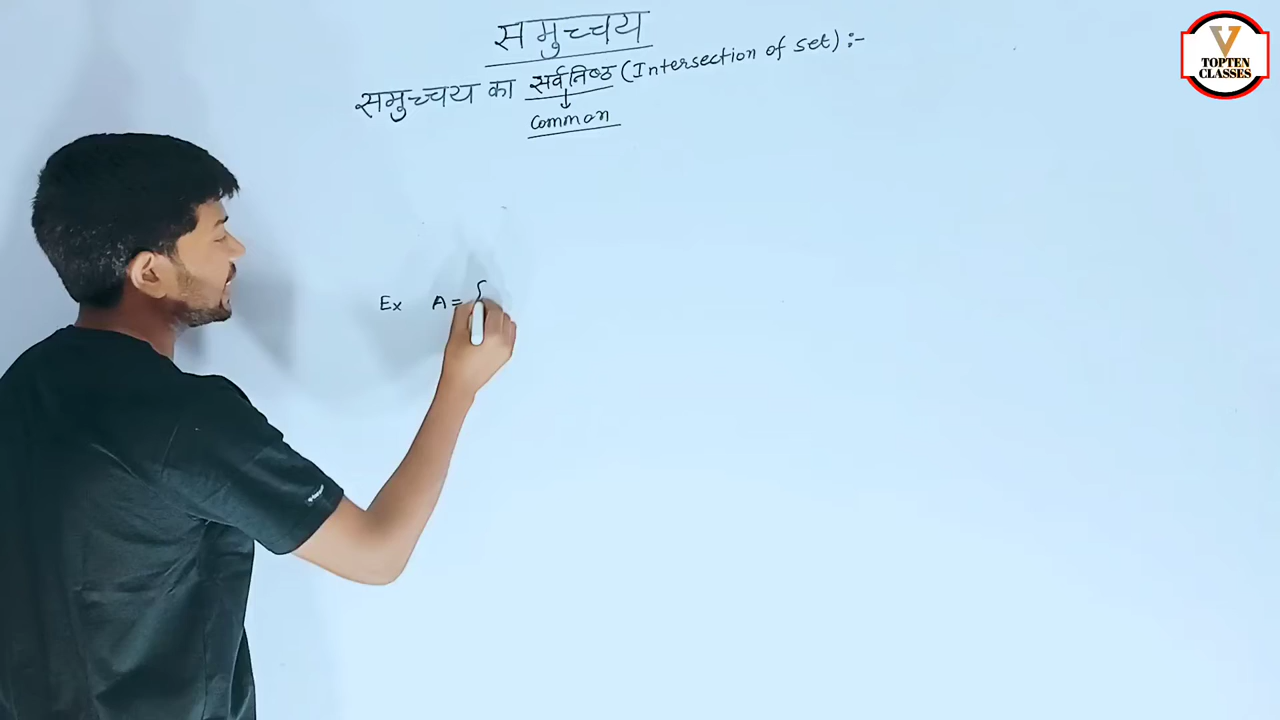 समुच्चय
समुच्चय का सर्वनिष्ठ (Intersection of set) :-
↓
Common
Ex A = {
V
TOPTEN
CLASSES